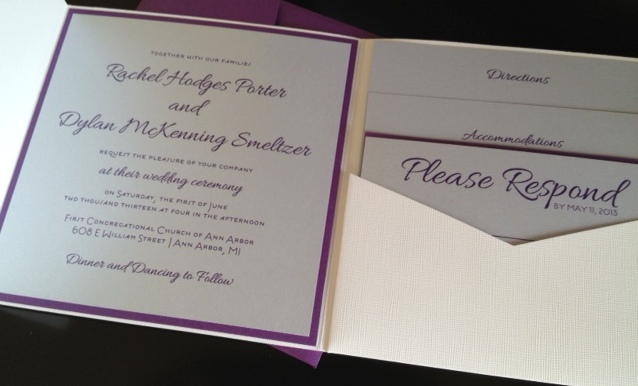 TOGETHER WITH OUR FAMILIES
Rachel Hodges Porter
and
Dylan McKenning Smeltzer
REQUEST THE PLEASURE OF YOUR COMPANY
at their wedding ceremony
ON SATURDAY, THE FIRST OF JUNE
TWO THOUSAND THIRTEEN AT FOUR IN THE AFTERNOON
FIRST CONGREGATIONAL CHURCH OF ANN ARBOR
608 E WILLIAM STREET | ANN ARBOR, MI
Dinner and Dancing to Follow
Directions
Accommodations
Please Respond
BY MAY 11, 2013